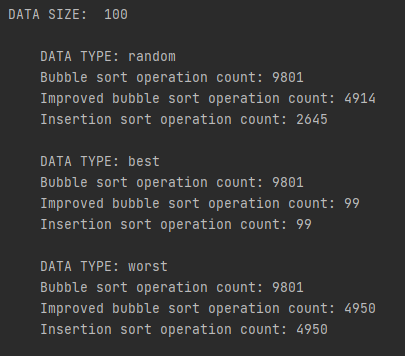 DATA SIZE:  100
DATA TYPE: random
Bubble sort operation count: 9801
Improved bubble sort operation count: 4914
Insertion sort operation count: 2645
DATA TYPE: best
Bubble sort operation count: 9801
Improved bubble sort operation count: 99
Insertion sort operation count: 99
DATA TYPE: worst
Bubble sort operation count: 9801
Improved bubble sort operation count: 4950
Insertion sort operation count: 4950